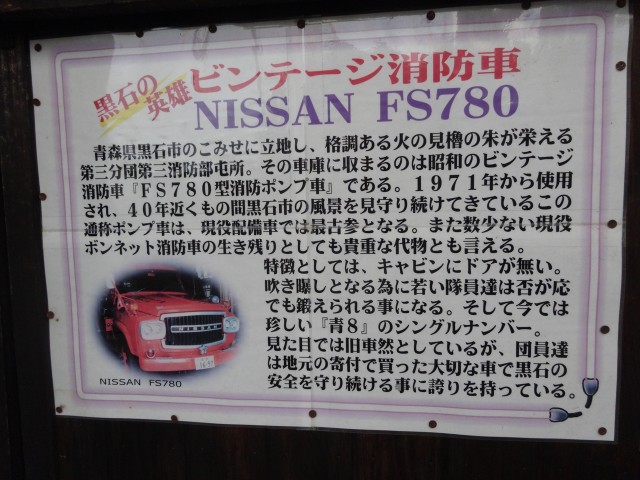 黒石の英雄
ビンテージ消防車
NISSAN FS780
青森県黒石市のこみせに立地し、格調ある火の見櫓の朱が栄える
第三分団第三消防部屯所。その車庫に収まるのは昭和のビンテージ
消防車『FS780型消防ポンプ車』である。1971年から使用
され、40年近くもの間黒石市の風景を見守り続けてきているこの
通称ポンプ車は、現役配備車では最古参となる。また数少ない現役
ボンネット消防車の生き残りとしても貴重な代物とも言える。
特徴としては、キャビンにドアが無い。
吹き曝しとなる為に若い隊員達は否が応
でも鍛えられる事になる。そして今では
珍しい『青8』のシングルナンバー。
見た目では旧車然としているが、団員達
は地元の寄付で買った大切な車で黒石の
安全を守り続ける事に誇りを持っている。
NISSAN
NISSAN FS780